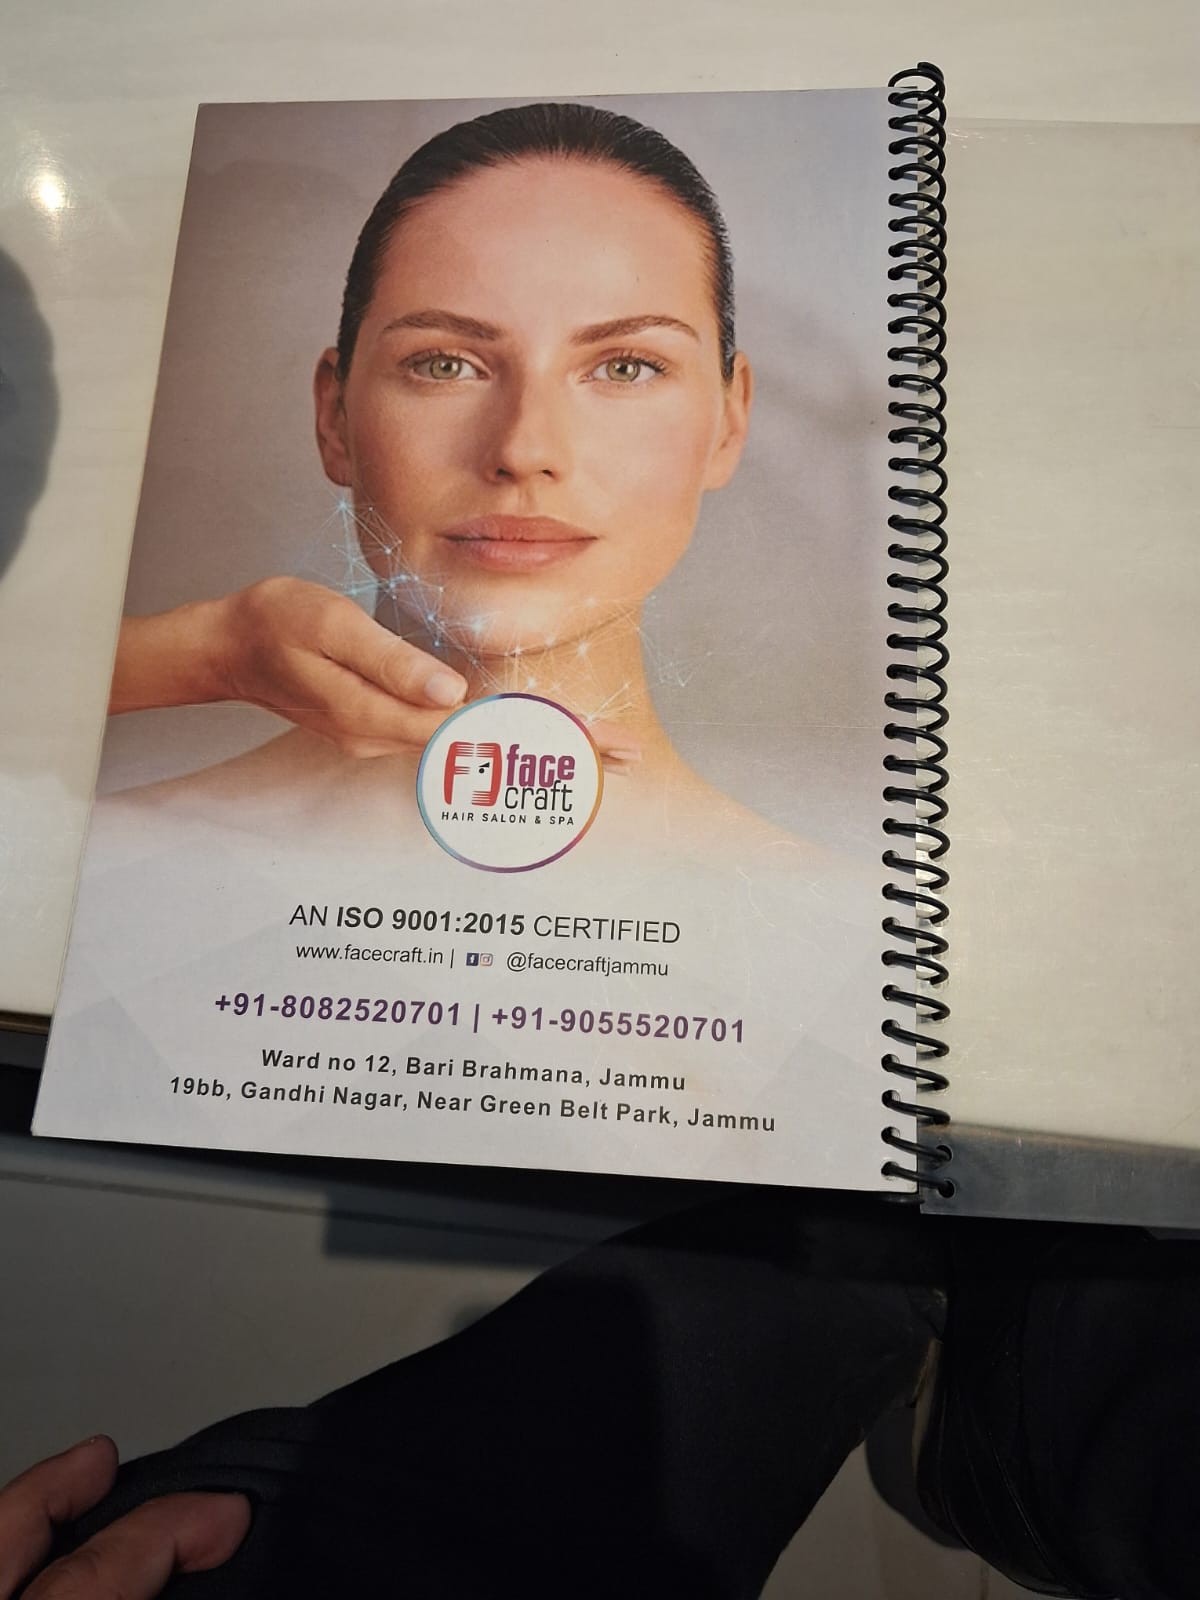 face
craft
HAIR SALON & SPA
AN ISO 9001:2015 CERTIFIED
www.facecraft.in | @facecraftjammu
+91-8082520701 | +91-9055520701
Ward no 12, Bari Brahmana, Jammu
19bb, Gandhi Nagar, Near Green Belt Park, Jammu